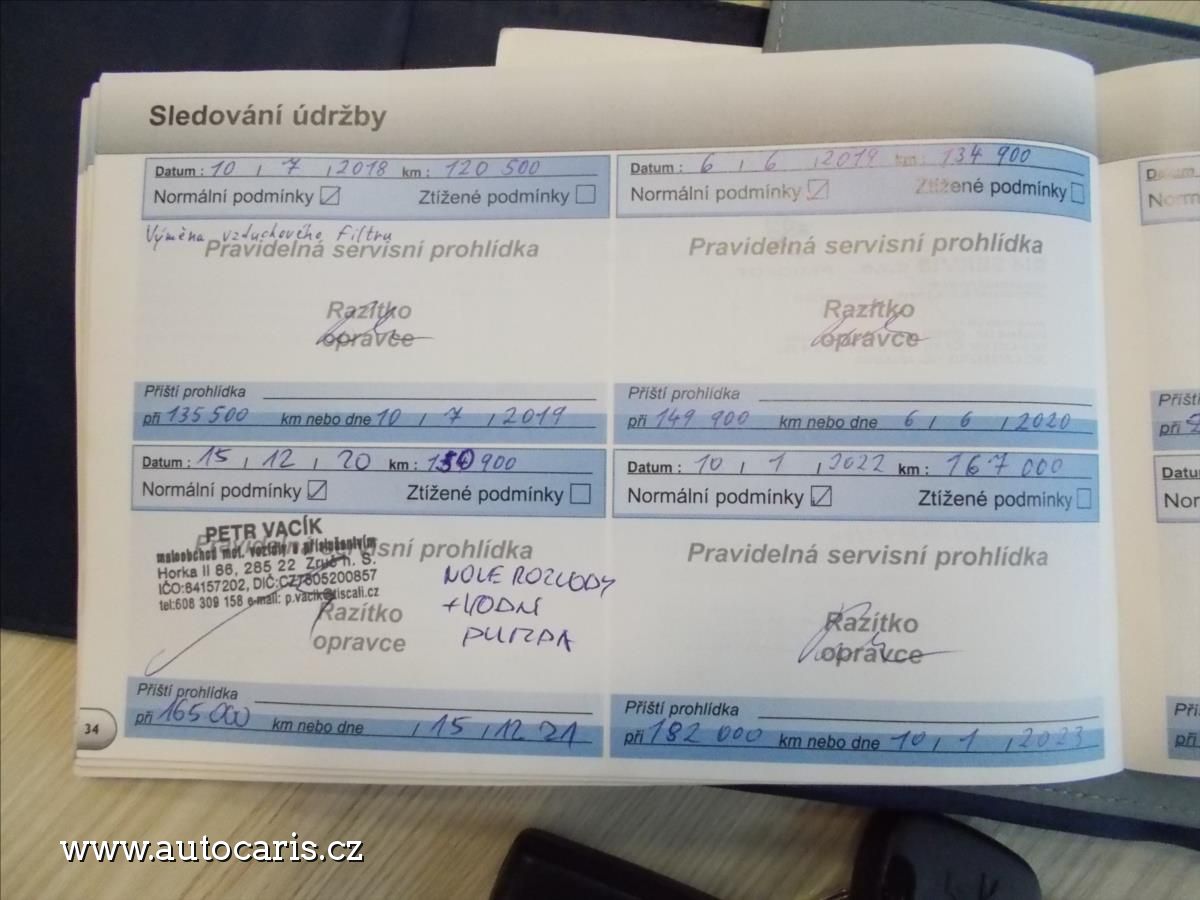 Sledování údržby
Datum : 10 / 7 / 2018 km : 120 500
Normální podmínky Ztížené podmínky
Výměna vzduchového filtru
Pravidelná servisní prohlídka
Razítko
opravce
Příští prohlídka
při 135 500 km nebo dne 10 / 7 / 2019
Datum : 6 / 6 / 2019 km : 134 900
Normální podmínky Ztížené podmínky
Pravidelná servisní prohlídka
Razítko
opravce
Příští prohlídka
při 149 900 km nebo dne 6 / 6 / 2020
Datum : 15 / 12 / 20 km : 150 900
Normální podmínky Ztížené podmínky
PETR VACÍK
maloobchod mot. vozidly a příslušenstvím
Pravidelná servisní prohlídka
Horka II 86, 285 22 Zruč n. S.
IČO:64157202, DIČ:CZ7805200857
tel:608 309 158 e-mail: p.vacik@tiscali.cz
Razítko
opravce
NOVÉ ROZVODY
+VODNÍ
PUMPA
Příští prohlídka
při 165 000 km nebo dne / 15 / 12 21
Datum : 10 / 1 / 2022 km : 167 000
Normální podmínky Ztížené podmínky
Pravidelná servisní prohlídka
Razítko
opravce
Příští prohlídka
při 182 000 km nebo dne 10 / 1 / 2023
34
www.autocaris.cz